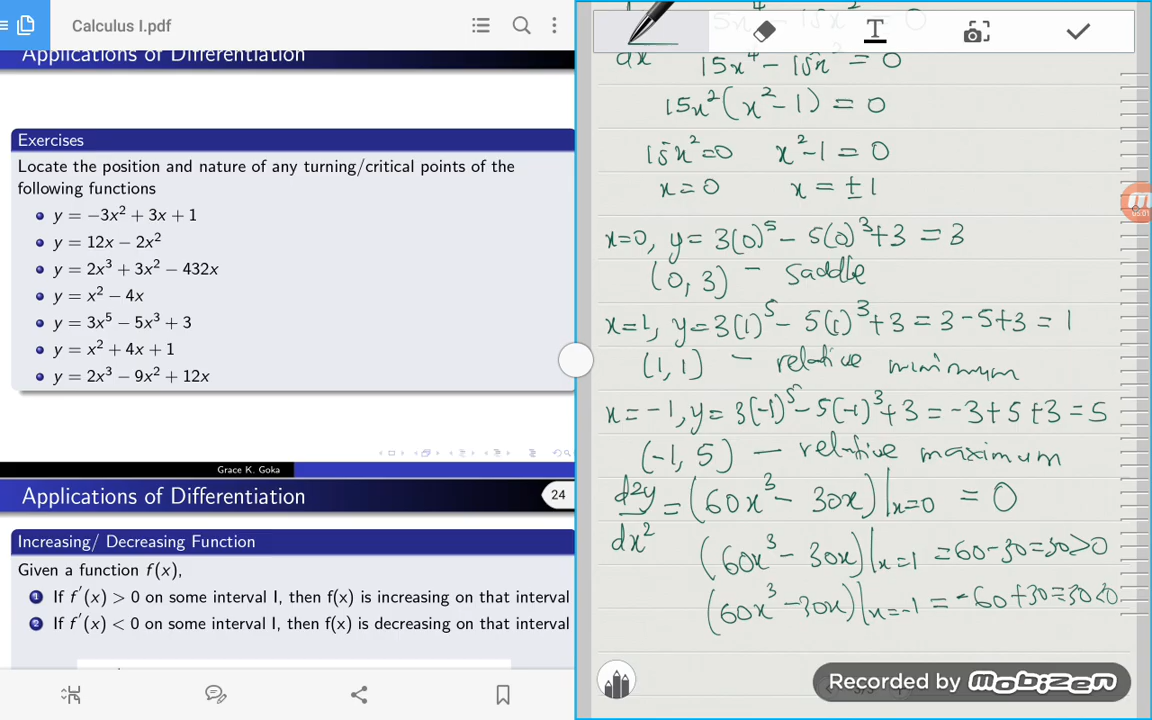 Calculus I.pdf
Applications of Differentiation
Exercises
Locate the position and nature of any turning/critical points of the
following functions
y = −3x² + 3x + 1
y = 12x − 2x²
y = 2x³ + 3x² − 432x
y = x² − 4x
y = 3x⁵ − 5x³ + 3
y = x² + 4x + 1
y = 2x³ − 9x² + 12x
Grace K. Goka
Applications of Differentiation
24
Increasing/ Decreasing Function
Given a function f(x),
1 If f′(x) > 0 on some interval I, then f(x) is increasing on that interval
2 If f′(x) < 0 on some interval I, then f(x) is decreasing on that interval
T
dx 15x⁴ − 15x² = 0
15x²(x² − 1) = 0
15x² = 0 x² − 1 = 0
x = 0 x = ±1
x=0, y = 3(0)⁵ − 5(0)³ + 3 = 3
(0, 3) – saddle
x=1, y = 3(1)⁵ − 5(1)³ + 3 = 3 − 5 + 3 = 1
(1, 1) – relative minimum
x = −1, y = 3(−1)⁵ − 5(−1)³ + 3 = −3 + 5 + 3 = 5
(−1, 5) – relative maximum
d²y/dx² = (60x³ − 30x)|x=0 = 0
(60x³ − 30x)|x=1 = 60 − 30 = 30 > 0
(60x³ − 30x)|x=−1 = −60 + 30 = 30 < 0
Recorded by mobizen